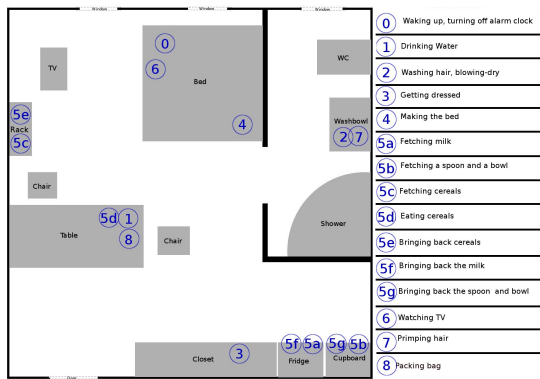 Window
Window
Window
0
TV
6
Bed
WC
5e
Rack
5c
4
Washbowl
2
7
Chair
5d
1
Table
8
Chair
Shower
Closet
3
5f
5a
Fridge
5g
5b
Cupboard
Door
0 Waking up, turning off alarm clock
1 Drinking Water
2 Washing hair, blowing-dry
3 Getting dressed
4 Making the bed
5a Fetching milk
5b Fetching a spoon and a bowl
5c Fetching cereals
5d Eating cereals
5e Bringing back cereals
5f Bringing back the milk
5g Bringing back the spoon and bowl
6 Watching TV
7 Primping hair
8 Packing bag